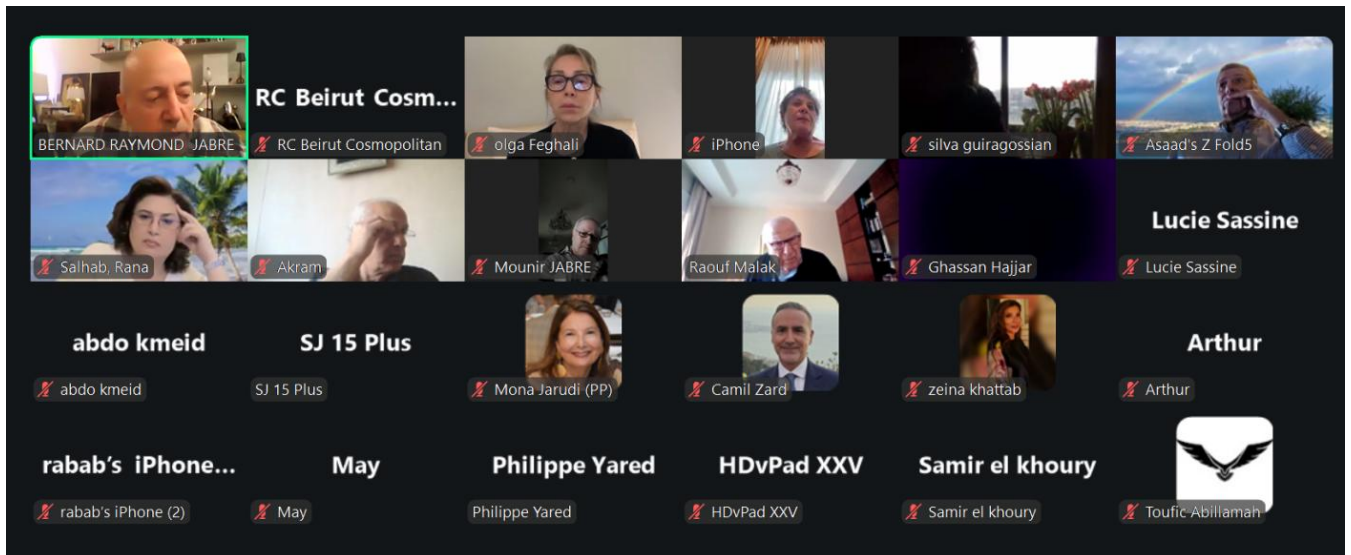 BERNARD RAYMOND JABRE
RC Beirut Cosm...
RC Beirut Cosmopolitan
olga Feghali
iPhone
silva guiragossian
Asaad's Z Fold5
Salhab, Rana
Akram
Mounir JABRE
Raouf Malak
Ghassan Hajjar
Lucie Sassine
Lucie Sassine
abdo kmeid
abdo kmeid
SJ 15 Plus
SJ 15 Plus
Mona Jarudi (PP)
Camil Zard
zeina khattab
Arthur
Arthur
rabab's iPhone...
rabab's iPhone (2)
May
May
Philippe Yared
Philippe Yared
HDvPad XXV
HDvPad XXV
Samir el khoury
Samir el khoury
Toufic Abillamah